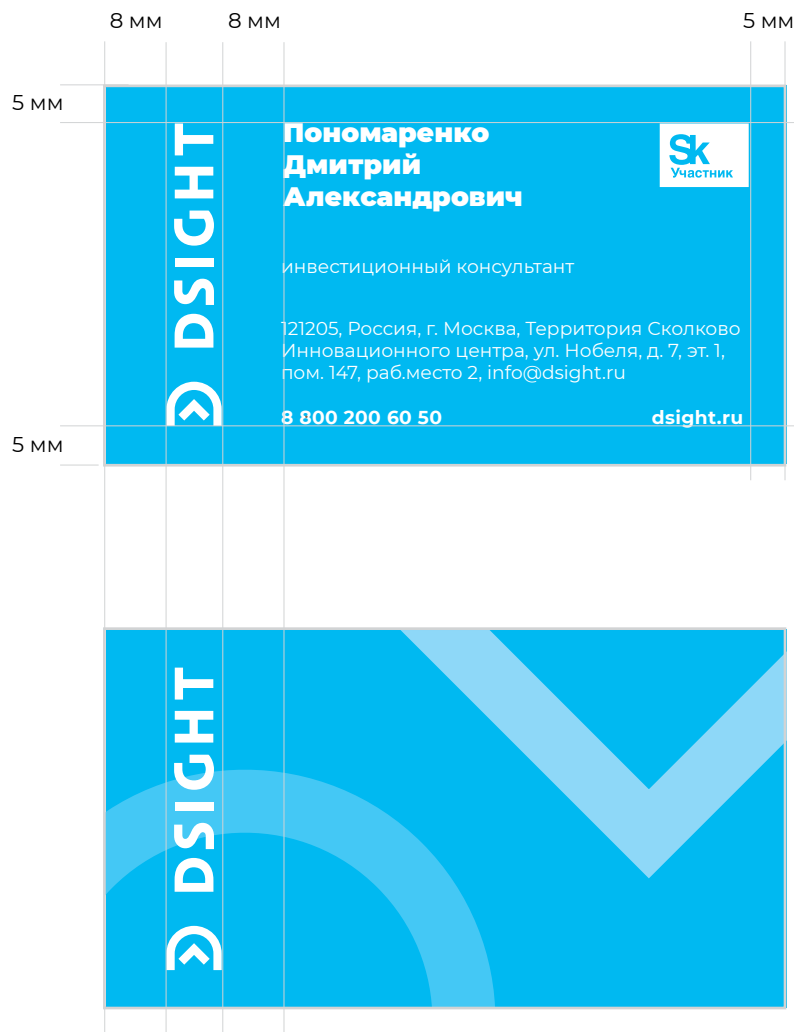 8 мм
8 мм
5 мм
5 мм
DSIGHT
Пономаренко
Дмитрий
Александрович
Sk
Участник
инвестиционный консультант
121205, Россия, г. Москва, Территория Сколково
Инновационного центра, ул. Нобеля, д. 7, эт. 1,
пом. 147, раб.место 2, info@dsight.ru
8 800 200 60 50
dsight.ru
5 мм
DSIGHT